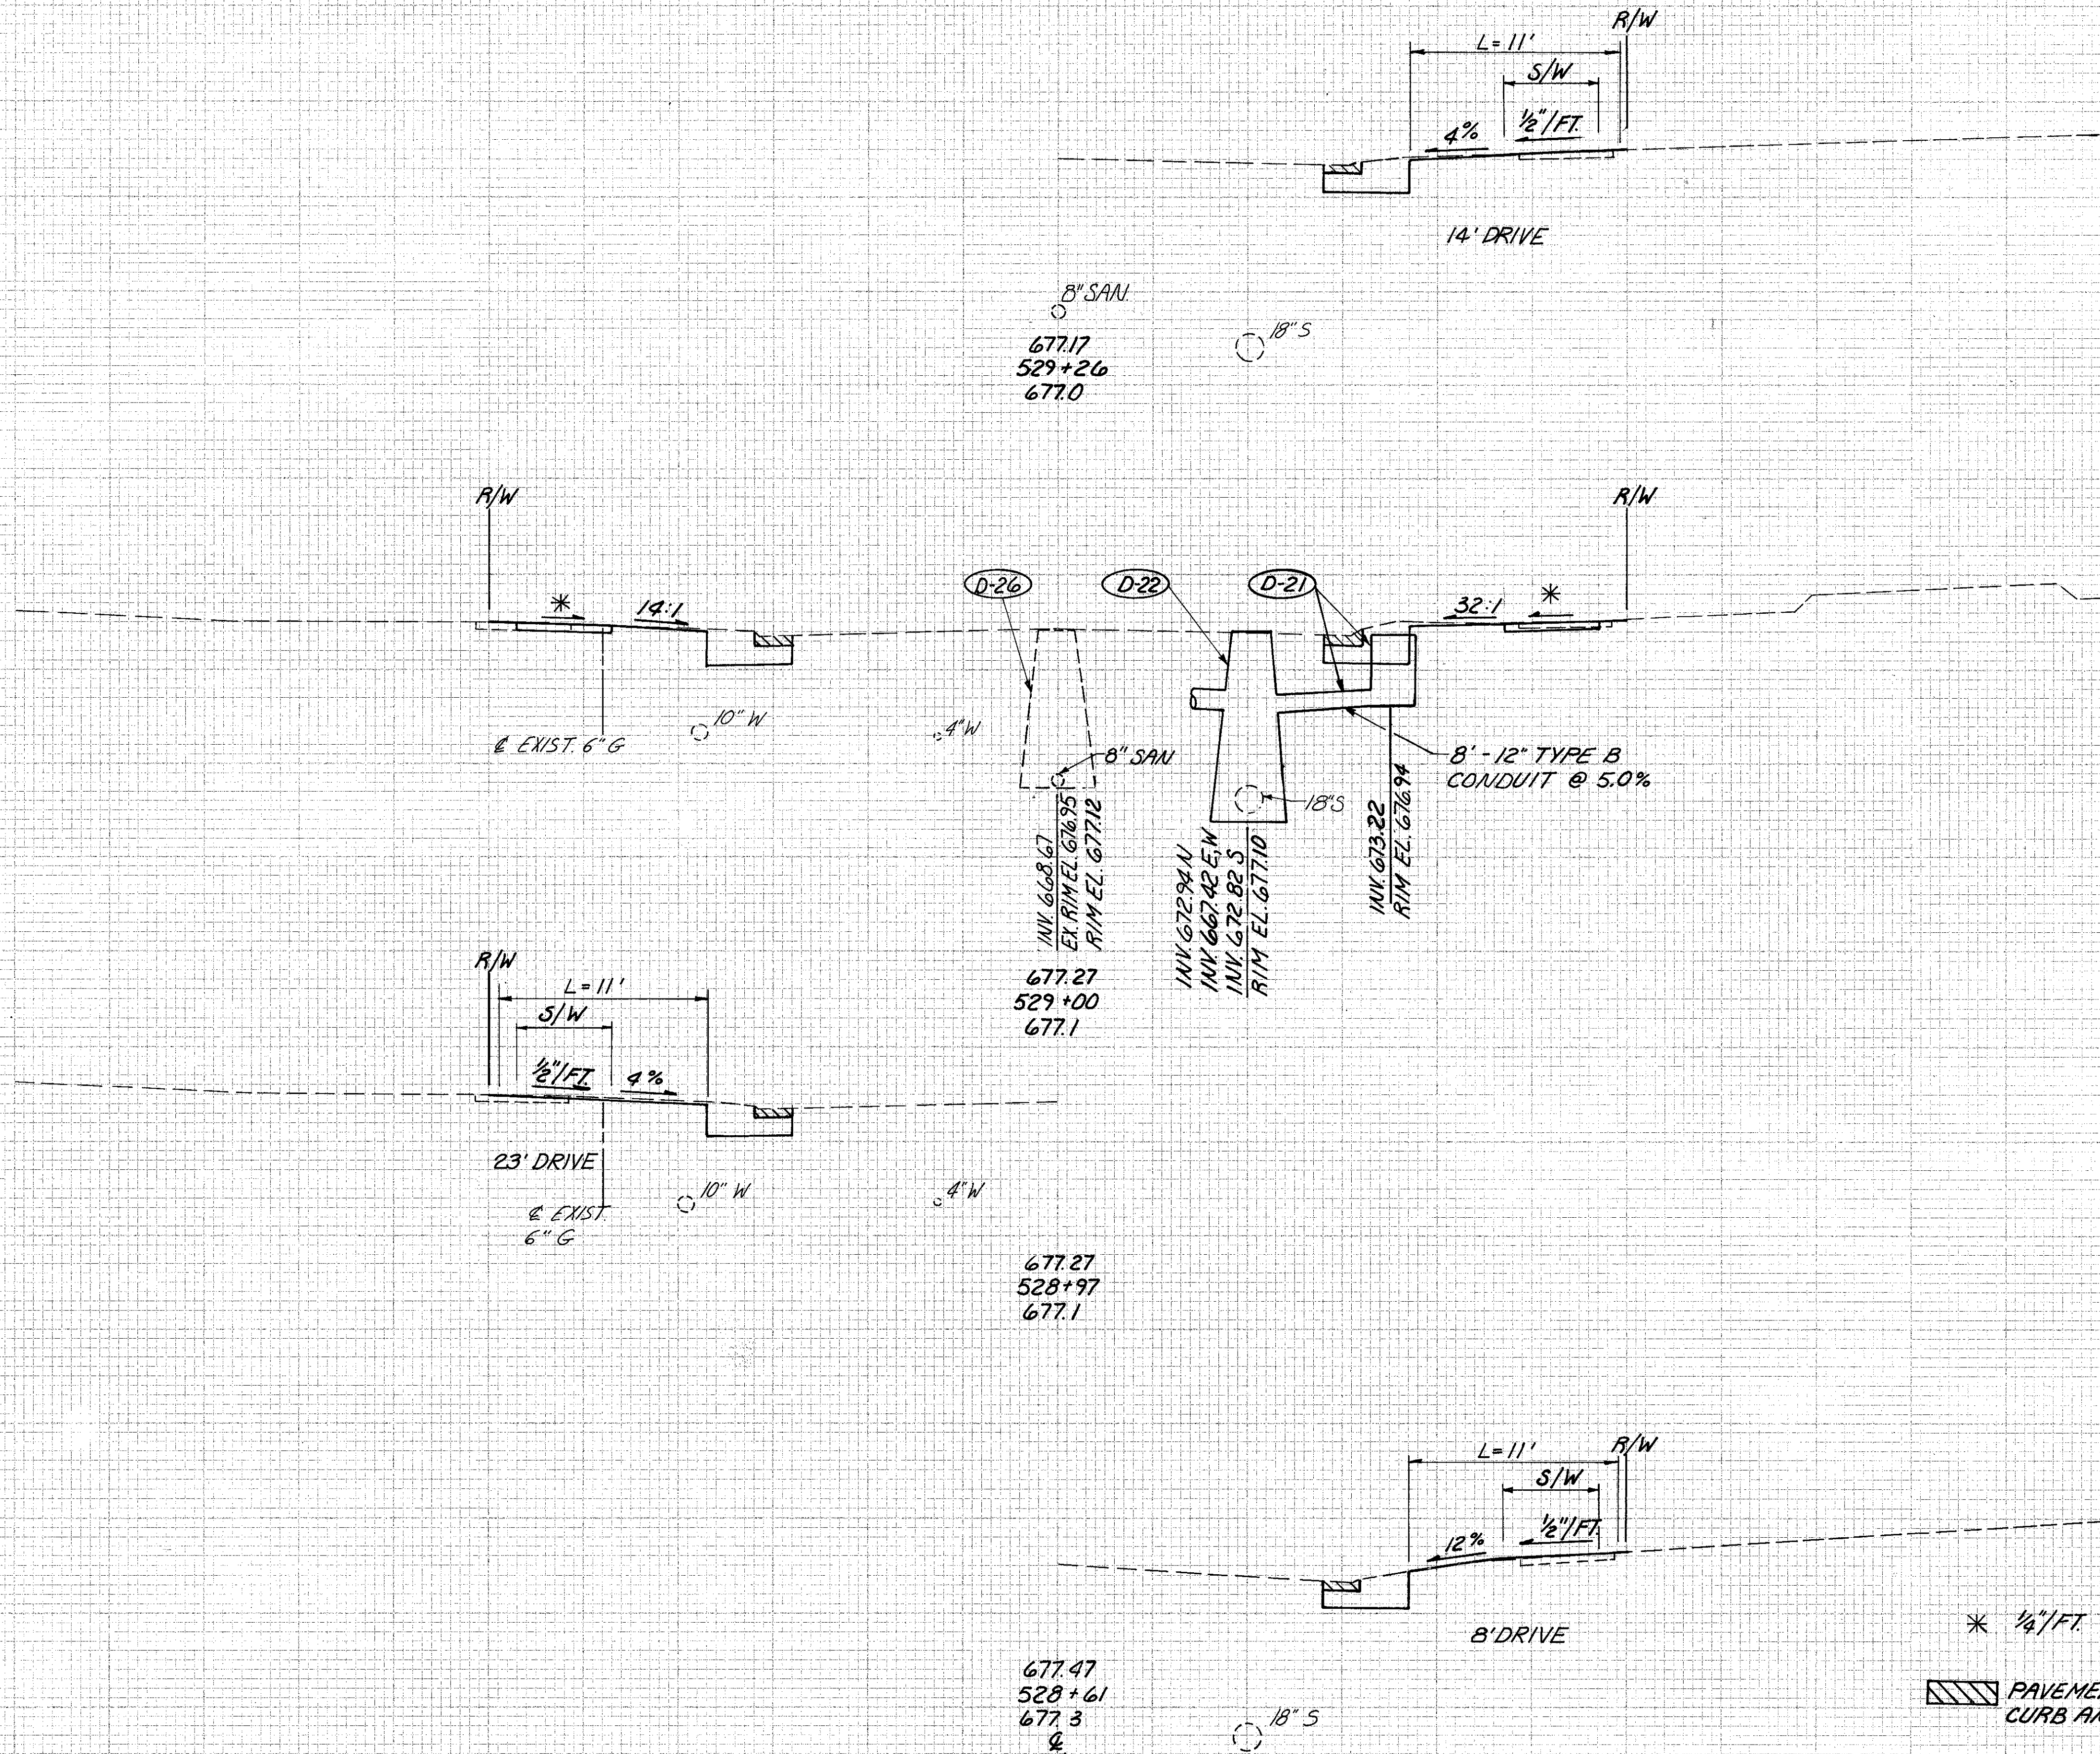 R/W
L=11'
S/W
4% 1/2"/FT.
14' DRIVE
8" SAN.
18" S
677.17
529+26
677.0
R/W
R/W
D-26
D-22
D-21
*
14:1
32:1
*
10" W
4" W
℄ EXIST. 6" G
8" SAN
18" S
8' - 12" TYPE B
CONDUIT @ 5.0%
INV. 668.67
EX. RIM EL. 676.95
RIM EL. 677.12
INV. 672.94 N
INV. 667.42 E,W
INV. 672.82 S
RIM EL. 677.10
INV. 673.22
RIM EL. 676.94
677.27
529+00
677.1
R/W
L=11'
S/W
1/2"/FT. 4%
23' DRIVE
10" W
4" W
℄ EXIST.
6" G
677.27
528+97
677.1
R/W
L=11'
S/W
12% 1/2"/FT.
8' DRIVE
677.47
528+61
677.3
℄
18" S
* 1/4"/FT.
CURB